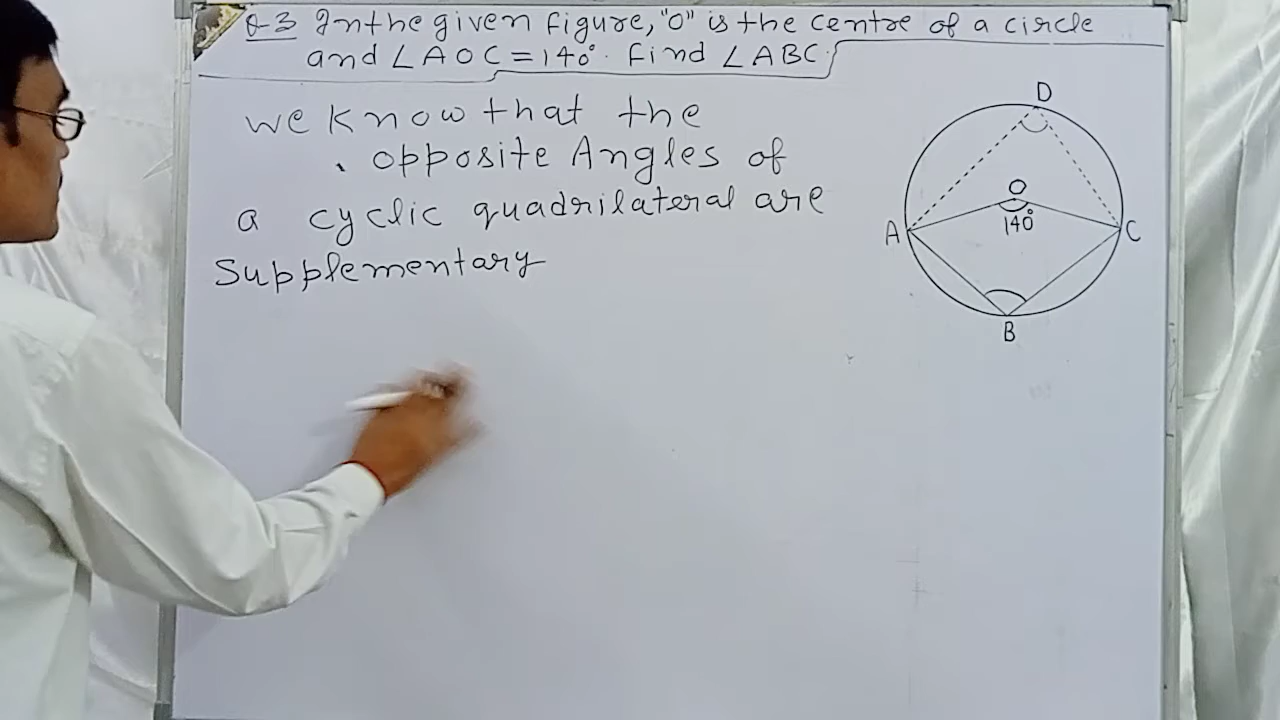 Q-3 In the given figure, "O" is the centre of a circle
and ∠AOC = 140°. Find ∠ABC.
we know that the
opposite Angles of
a cyclic quadrilateral are
Supplementary
D
O
140°
A
C
B